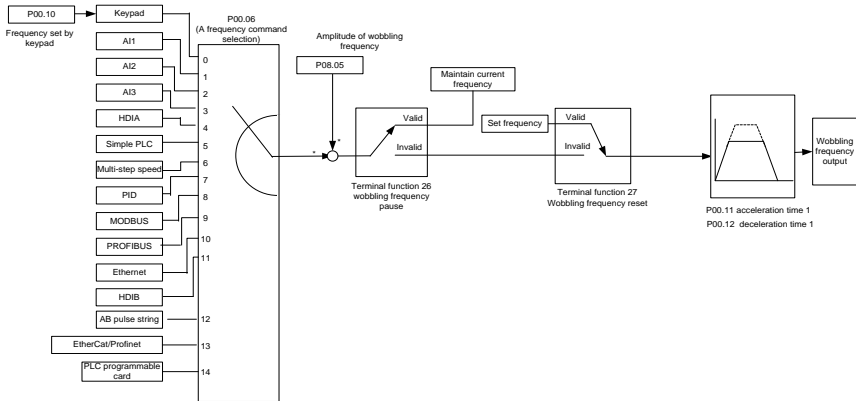 P00.10
Frequency set by
keypad
Keypad
AI1
AI2
AI3
HDIA
Simple PLC
Multi-step speed
PID
MODBUS
PROFIBUS
Ethernet
HDIB
AB pulse string
EtherCat/Profinet
PLC programmable
card
P00.06
(A frequency command
selection)
0
1
2
3
4
5
6
7
8
9
10
11
12
13
14
Amplitude of wobbling
frequency
P08.05
*
*
Maintain current
frequency
Valid
Invalid
Terminal function 26
wobbling frequency
pause
Set frequency
Valid
Invalid
Terminal function 27
Wobbling frequency reset
P00.11 acceleration time 1
P00.12 deceleration time 1
Wobbling
frequency
output